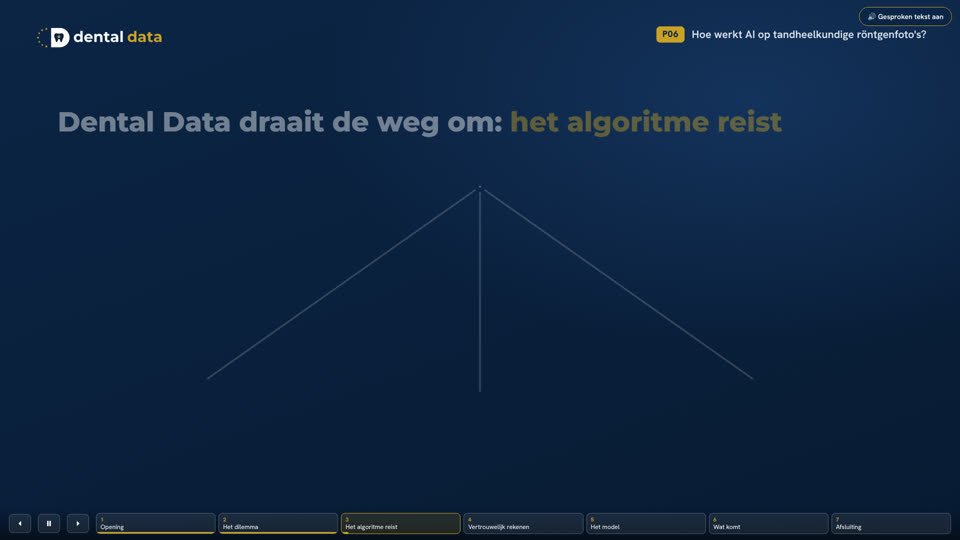 🔊 Gesproken tekst aan
dental data
P06 Hoe werkt AI op tandheelkundige röntgenfoto's?
Dental Data draait de weg om: het algoritme reist
1
Opening
2
Het dilemma
3
Het algoritme reist
4
Vertrouwelijk rekenen
5
Het model
6
Wat komt
7
Afsluiting